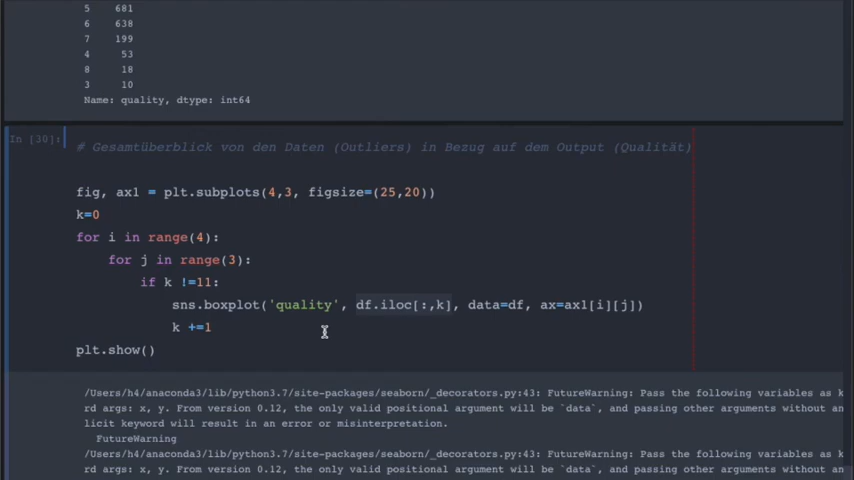 5 681
6 638
7 199
4 53
8 18
3 10
Name: quality, dtype: int64
In [30]:
# Gesamtüberblick von den Daten (Outliers) in Bezug auf dem Output (Qualität)
fig, ax1 = plt.subplots(4,3, figsize=(25,20))
k=0
for i in range(4):
for j in range(3):
if k !=11:
sns.boxplot('quality', df.iloc[:,k], data=df, ax=ax1[i][j])
k +=1
plt.show()
/Users/h4/anaconda3/lib/python3.7/site-packages/seaborn/_decorators.py:43: FutureWarning: Pass the following variables as k
rd args: x, y. From version 0.12, the only valid positional argument will be `data`, and passing other arguments without an
licit keyword will result in an error or misinterpretation.
FutureWarning
/Users/h4/anaconda3/lib/python3.7/site-packages/seaborn/_decorators.py:43: FutureWarning: Pass the following variables as k
rd args: x, y. From version 0.12, the only valid positional argument will be `data`, and passing other arguments without an